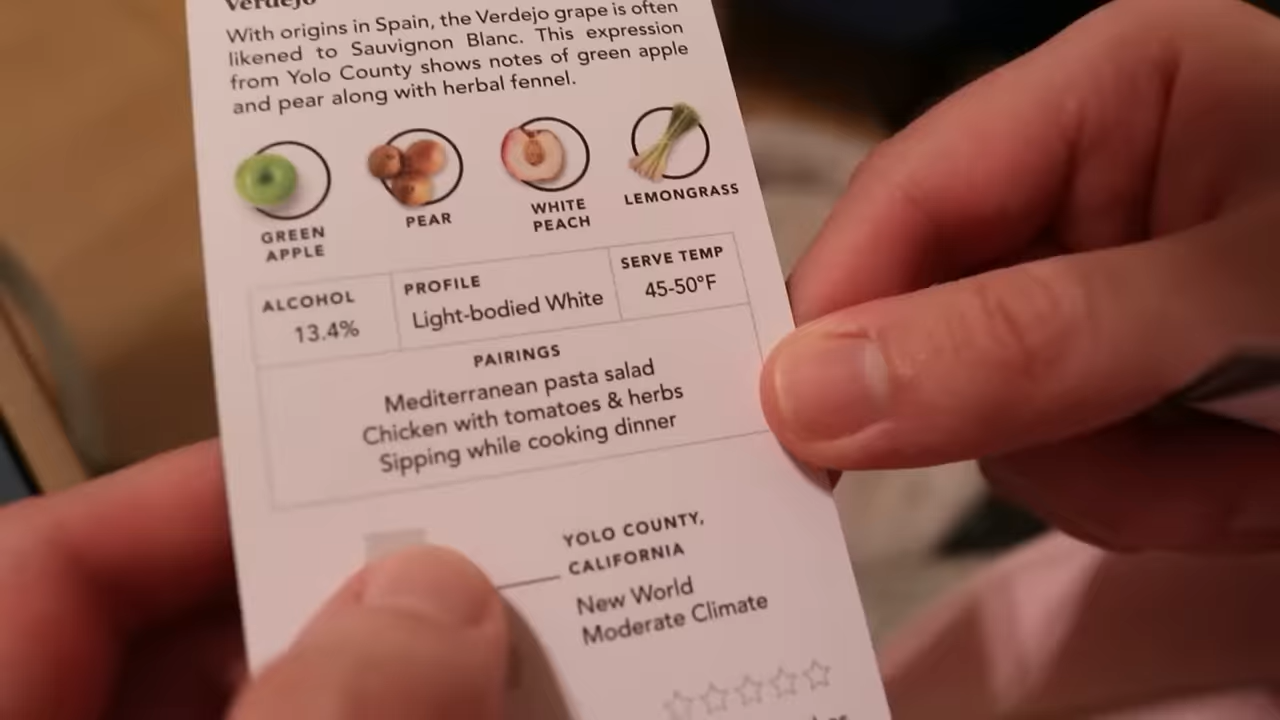 Verdejo
With origins in Spain, the Verdejo grape is often
likened to Sauvignon Blanc. This expression
from Yolo County shows notes of green apple
and pear along with herbal fennel.
GREEN
APPLE
PEAR
WHITE
PEACH
LEMONGRASS
ALCOHOL
13.4%
PROFILE
Light-bodied White
SERVE TEMP
45-50°F
PAIRINGS
Mediterranean pasta salad
Chicken with tomatoes & herbs
Sipping while cooking dinner
YOLO COUNTY,
CALIFORNIA
New World
Moderate Climate